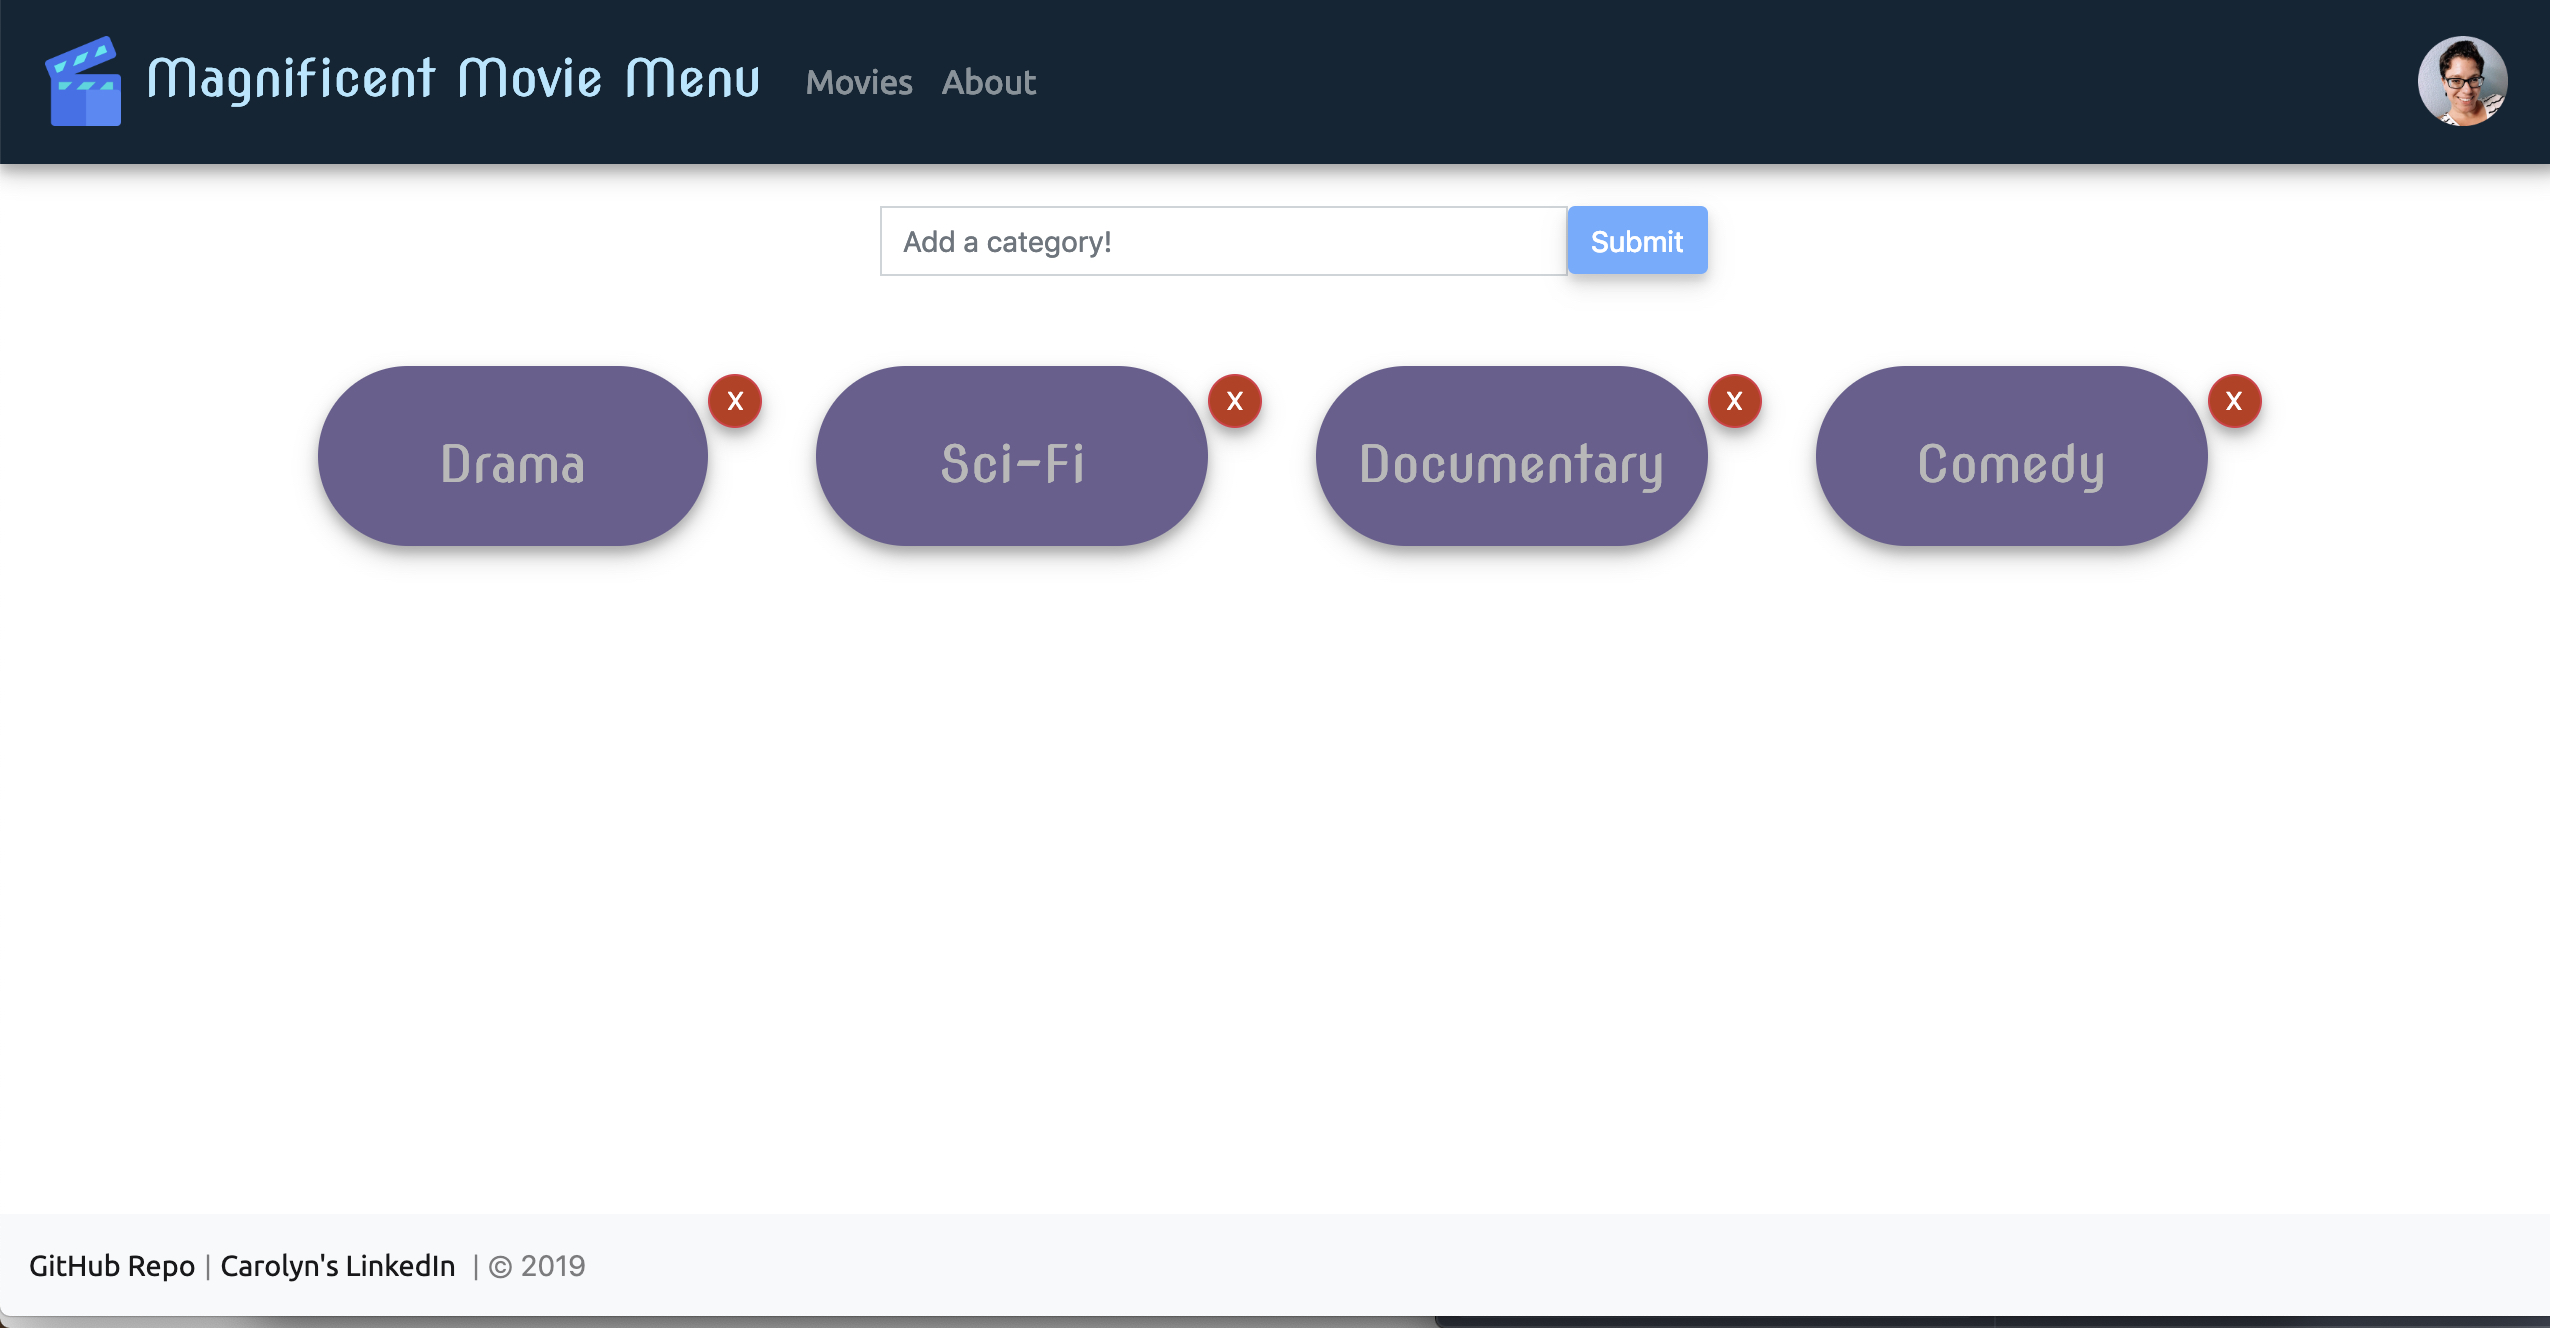 Magnificent Movie Menu Movies About
Add a category! Submit
X X X X
Drama Sci-Fi Documentary Comedy
GitHub Repo | Carolyn's LinkedIn | © 2019